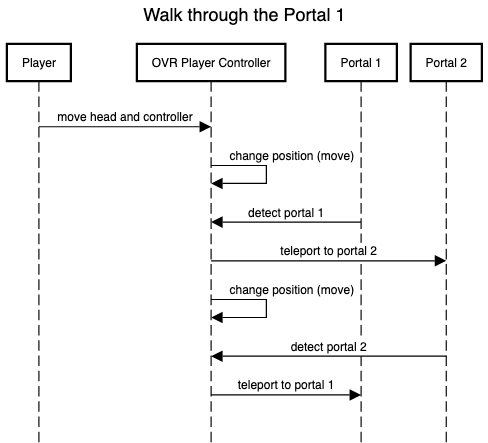 Walk through the Portal 1
Player
OVR Player Controller
Portal 1
Portal 2
move head and controller
change position (move)
detect portal 1
teleport to portal 2
change position (move)
detect portal 2
teleport to portal 1